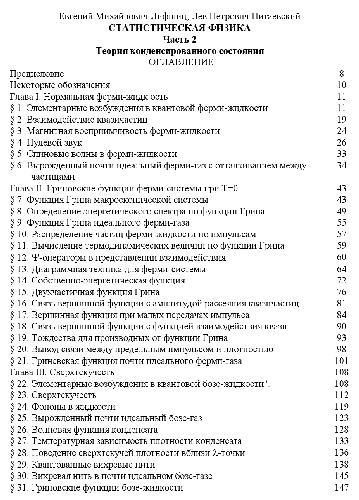 Евгений Михайлович Лифшиц, Лев Петрович Питаевский
СТАТИСТИЧЕСКАЯ ФИЗИКА
Часть 2
Теория конденсированного состояния
ОГЛАВЛЕНИЕ
Предисловие 8
Некоторые обозначения 10
Глава I. Нормальная ферми-жидкость 11
§ 1. Элементарные возбуждения в квантовой ферми-жидкости 11
§ 2. Взаимодействие квазичастиц 19
§ 3. Магнитная восприимчивость ферми-жидкости 24
§ 4. Нулевой звук 26
§ 5. Спиновые волны в ферми-жидкости 33
§ 6. Вырожденный почти идеальный ферми-газ с отталкиванием между 34
частицами
Глава II. Гриновские функции ферми-системы при T=0 43
§ 7. Функция Грина макроскопической системы 43
§ 8. Определение энергетического спектра по функции Грина 49
§ 9. Функция Грина идеального ферми-газа 55
§ 10. Распределение частиц ферми-жидкости по импульсам 57
§ 11. Вычисление термодинамических величин по функции Грина 59
§ 12. Ψ-операторы в представлении взаимодействия 60
§ 13. Диаграммная техника для ферми-систем 64
§ 14. Собственно-энергетическая функция 72
§ 15. Двухчастичная функция Грина 76
§ 16. Связь вершинной функции с амплитудой рассеяния квазичастиц 81
§ 17. Вершинная функция при малых передачах импульса 84
§ 18. Связь вершинной функции с функцией взаимодействия квази 90
§ 19. Тождества для производных от функции Грина 93
§ 20. Вывод связи между предельным импульсом и плотностью 98
§ 21. Гриновская функция почти идеального ферми-газа 101
Глава III. Сверхтекучесть 108
§ 22. Элементарные возбуждения в квантовой бозе-жидкости 108
§ 23. Сверхтекучесть 112
§ 24. Фононы в жидкости 119
§ 25. Вырожденный почти идеальный бозе-газ 123
§ 26. Волновая функция конденсата 128
§ 27. Температурная зависимость плотности конденсата 133
§ 28. Поведение сверхтекучей плотности вблизи λ-точки 136
§ 29. Квантованные вихревые нити 138
§ 30. Вихревая нить в почти идеальном бозе-газе 145
§ 31. Гриновские функции бозе-жидкости 147